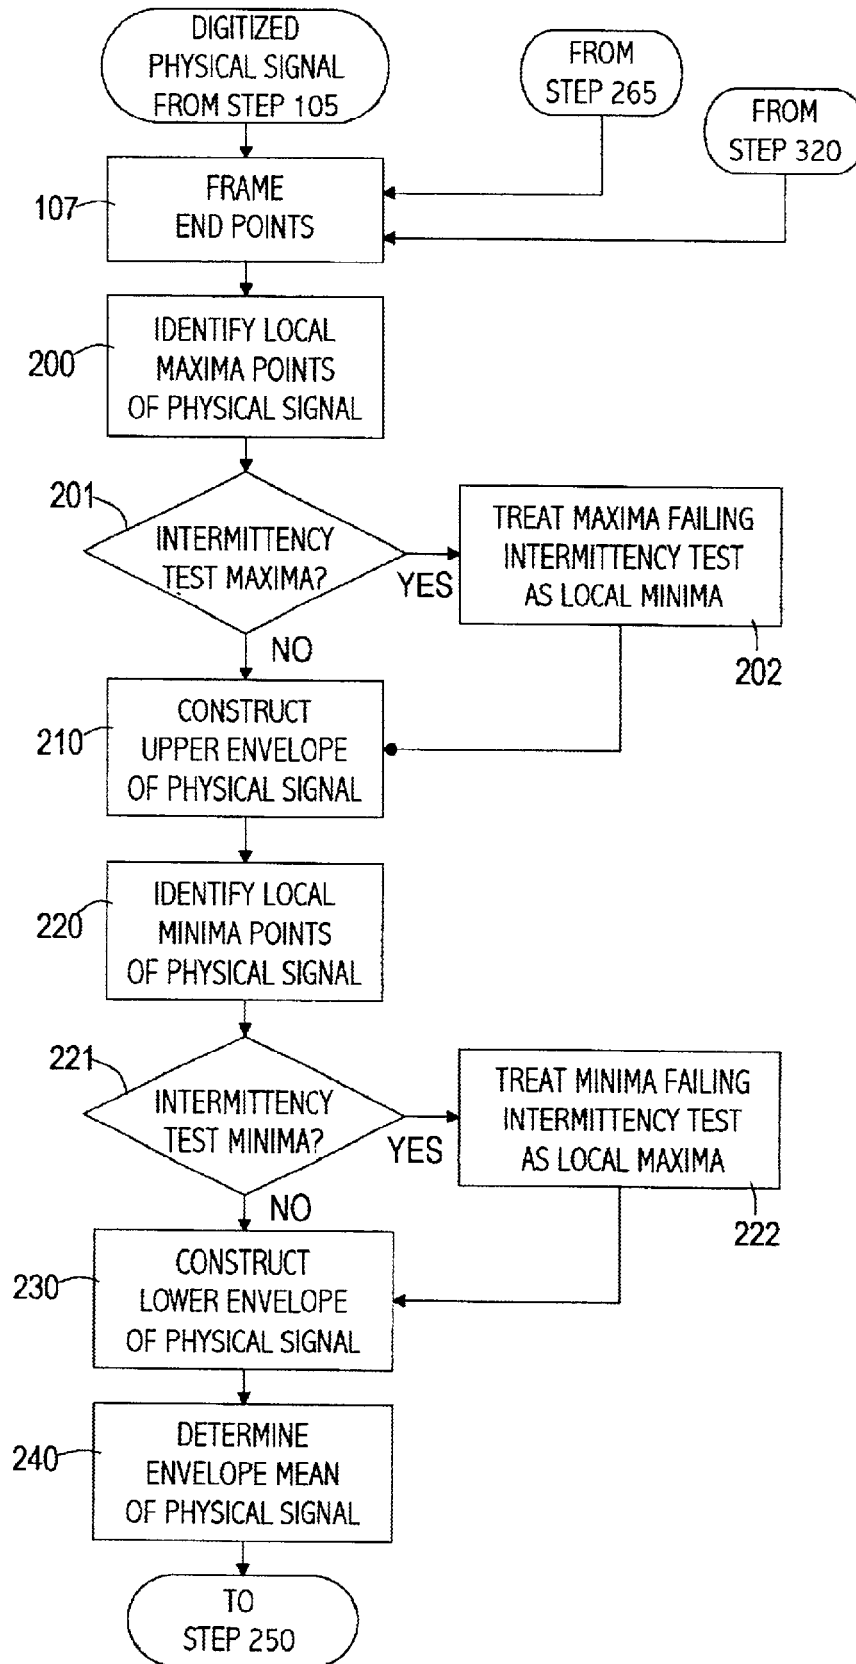 DIGITIZED
PHYSICAL SIGNAL
FROM STEP 105
FROM
STEP 265
FROM
STEP 320
107
FRAME
END POINTS
200
IDENTIFY LOCAL
MAXIMA POINTS
OF PHYSICAL SIGNAL
201
INTERMITTENCY
TEST MAXIMA?
YES
TREAT MAXIMA FAILING
INTERMITTENCY TEST
AS LOCAL MINIMA
202
NO
210
CONSTRUCT
UPPER ENVELOPE
OF PHYSICAL SIGNAL
220
IDENTIFY LOCAL
MINIMA POINTS
OF PHYSICAL SIGNAL
221
INTERMITTENCY
TEST MINIMA?
YES
TREAT MINIMA FAILING
INTERMITTENCY TEST
AS LOCAL MAXIMA
222
NO
230
CONSTRUCT
LOWER ENVELOPE
OF PHYSICAL SIGNAL
240
DETERMINE
ENVELOPE MEAN
OF PHYSICAL SIGNAL
TO
STEP 250